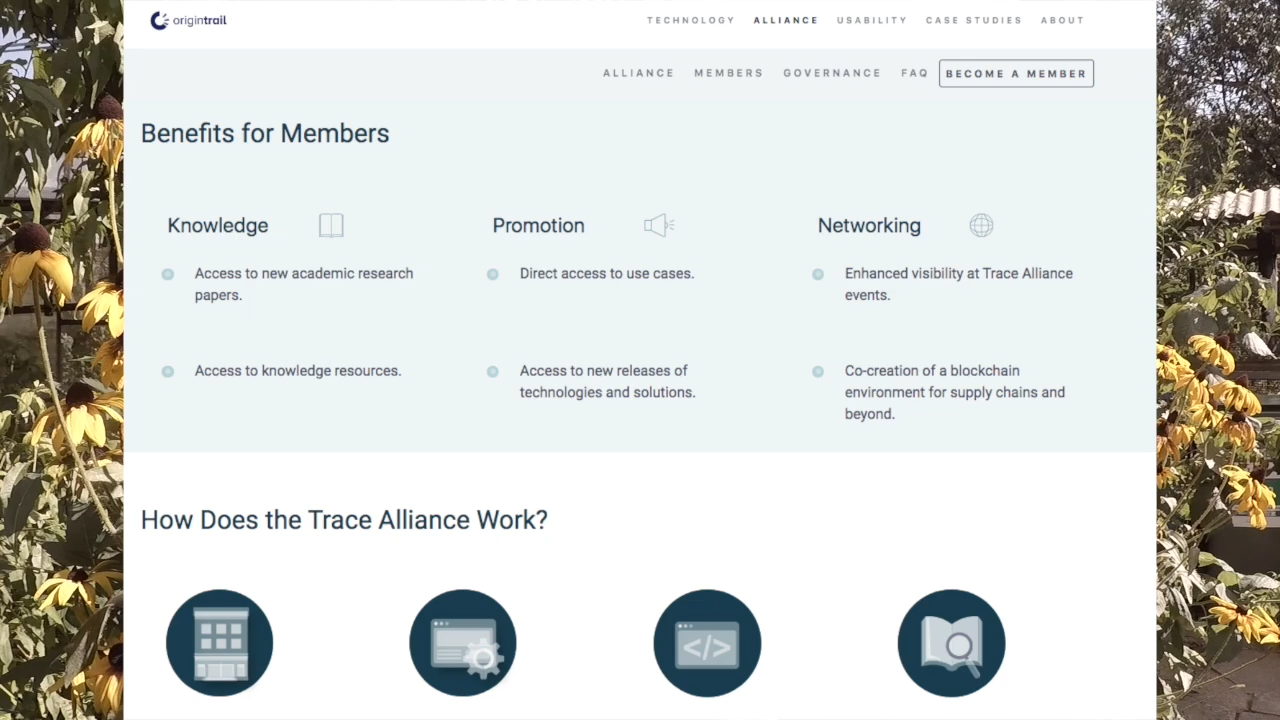 origintrail
TECHNOLOGY ALLIANCE USABILITY CASE STUDIES ABOUT
ALLIANCE MEMBERS GOVERNANCE FAQ BECOME A MEMBER
Benefits for Members
Knowledge
Access to new academic research
papers.
Access to knowledge resources.
Promotion
Direct access to use cases.
Access to new releases of
technologies and solutions.
Networking
Enhanced visibility at Trace Alliance
events.
Co-creation of a blockchain
environment for supply chains and
beyond.
How Does the Trace Alliance Work?
</>